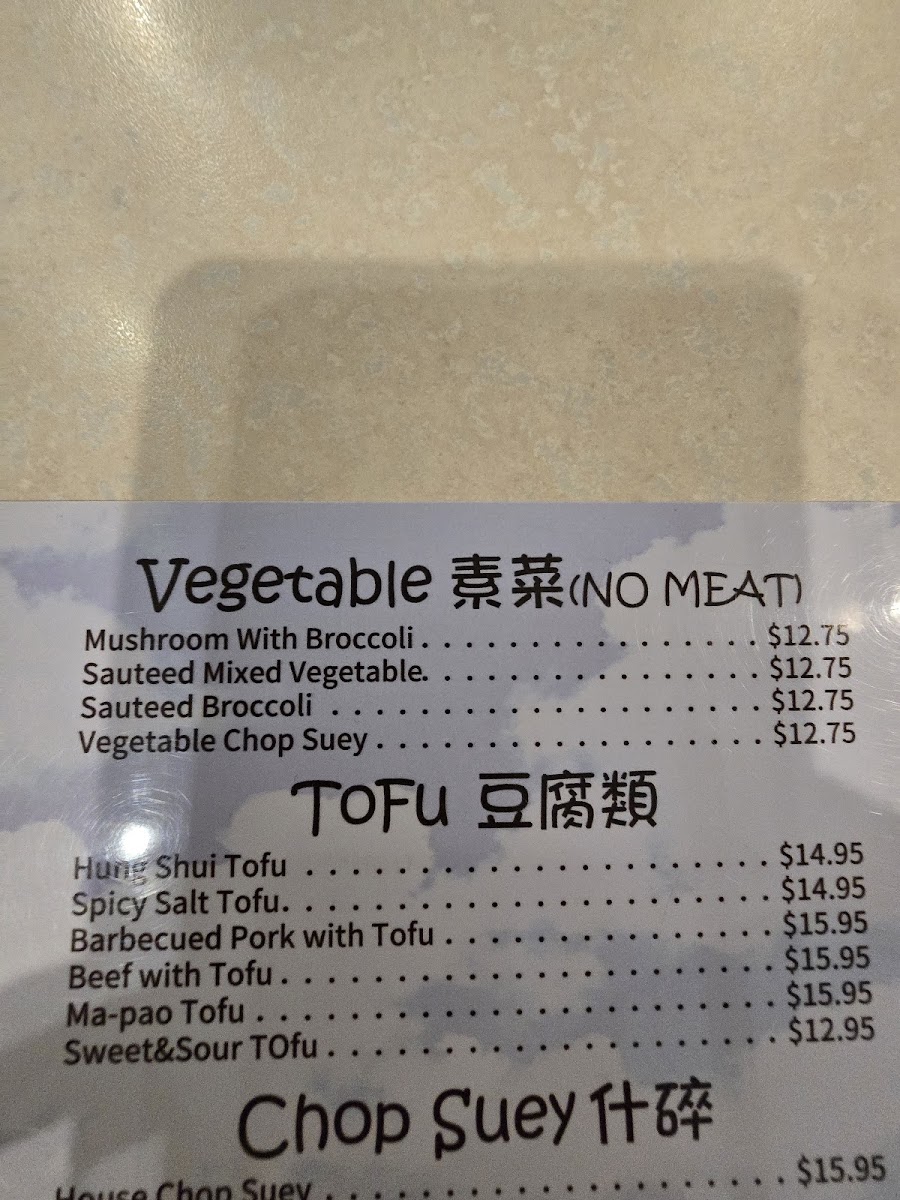 Vegetable 素菜(NO MEAT)
Mushroom With Broccoli . . . . . . . . . . . . . . . . . . $12.75
Sauteed Mixed Vegetable. . . . . . . . . . . . . . . . . . $12.75
Sauteed Broccoli . . . . . . . . . . . . . . . . . . . . . . . $12.75
Vegetable Chop Suey . . . . . . . . . . . . . . . . . . . . . $12.75
TOFu 豆腐類
Hung Shui Tofu . . . . . . . . . . . . . . . . . . . . . . . . . $14.95
Spicy Salt Tofu. . . . . . . . . . . . . . . . . . . . . . . . . . $14.95
Barbecued Pork with Tofu . . . . . . . . . . . . . . . . . . $15.95
Beef with Tofu . . . . . . . . . . . . . . . . . . . . . . . . . . $15.95
Ma-pao Tofu . . . . . . . . . . . . . . . . . . . . . . . . . . . $15.95
Sweet&Sour TOfu . . . . . . . . . . . . . . . . . . . . . . . . $12.95
Chop Suey 什碎
House Chop Suey . . . . . . . . . . . . . . . . . . . . . . . . $15.95